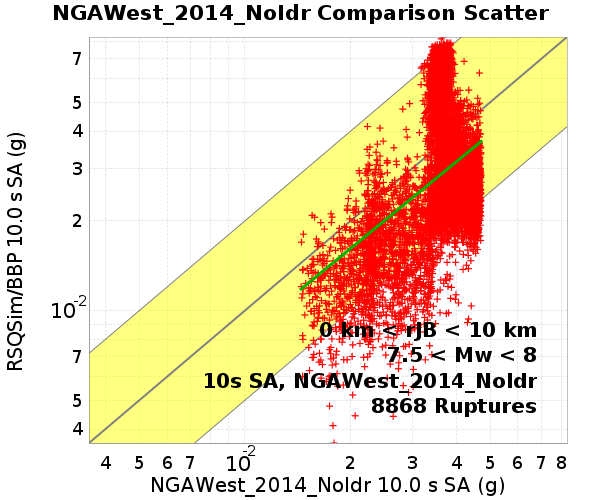 NGAWest_2014_NoIdr Comparison Scatter
RSQSim/BBP 10.0 s SA (g)
7
5
4
3
2
10-2
7
5
4
0 km < rJB < 10 km
7.5 < Mw < 8
10s SA, NGAWest_2014_NoIdr
8868 Ruptures
4 5 6 7 10-2 2 3 4 5 6 7 8
NGAWest_2014_NoIdr 10.0 s SA (g)